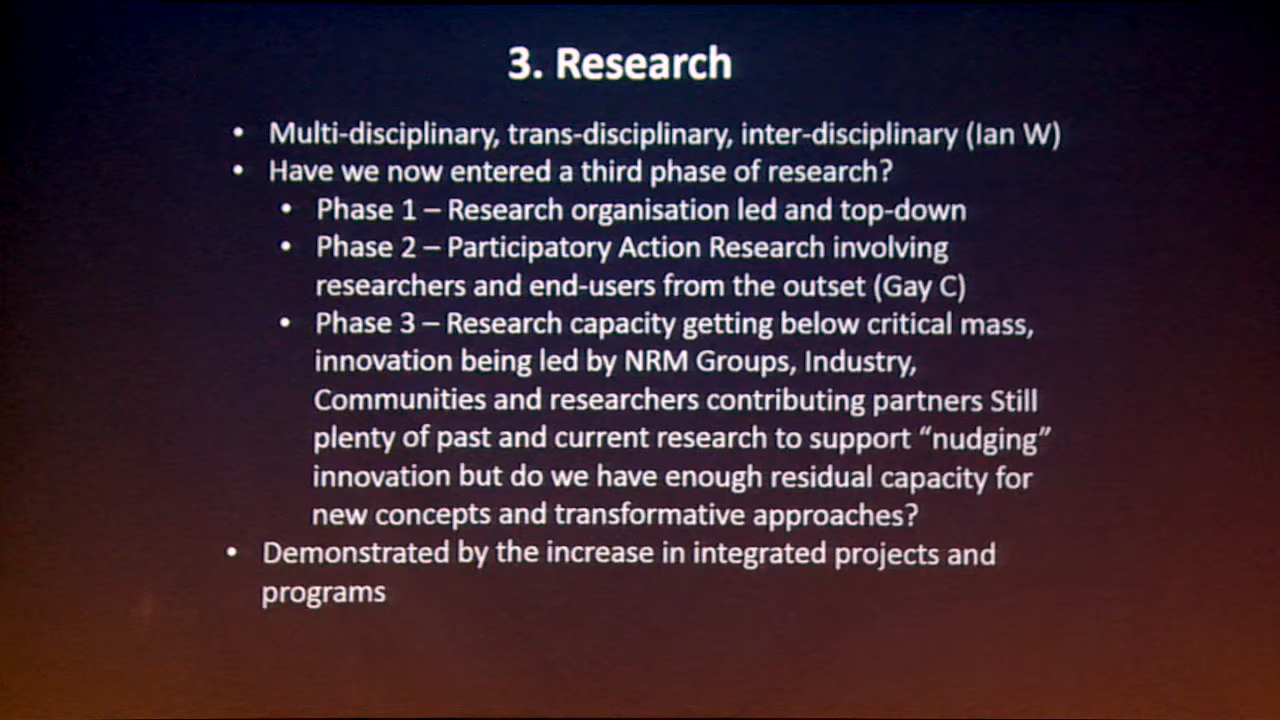 3. Research
• Multi-disciplinary, trans-disciplinary, inter-disciplinary (Ian W)
• Have we now entered a third phase of research?
• Phase 1 – Research organisation led and top-down
• Phase 2 – Participatory Action Research involving
researchers and end-users from the outset (Gay C)
• Phase 3 – Research capacity getting below critical mass,
innovation being led by NRM Groups, Industry,
Communities and researchers contributing partners Still
plenty of past and current research to support “nudging”
innovation but do we have enough residual capacity for
new concepts and transformative approaches?
• Demonstrated by the increase in integrated projects and
programs